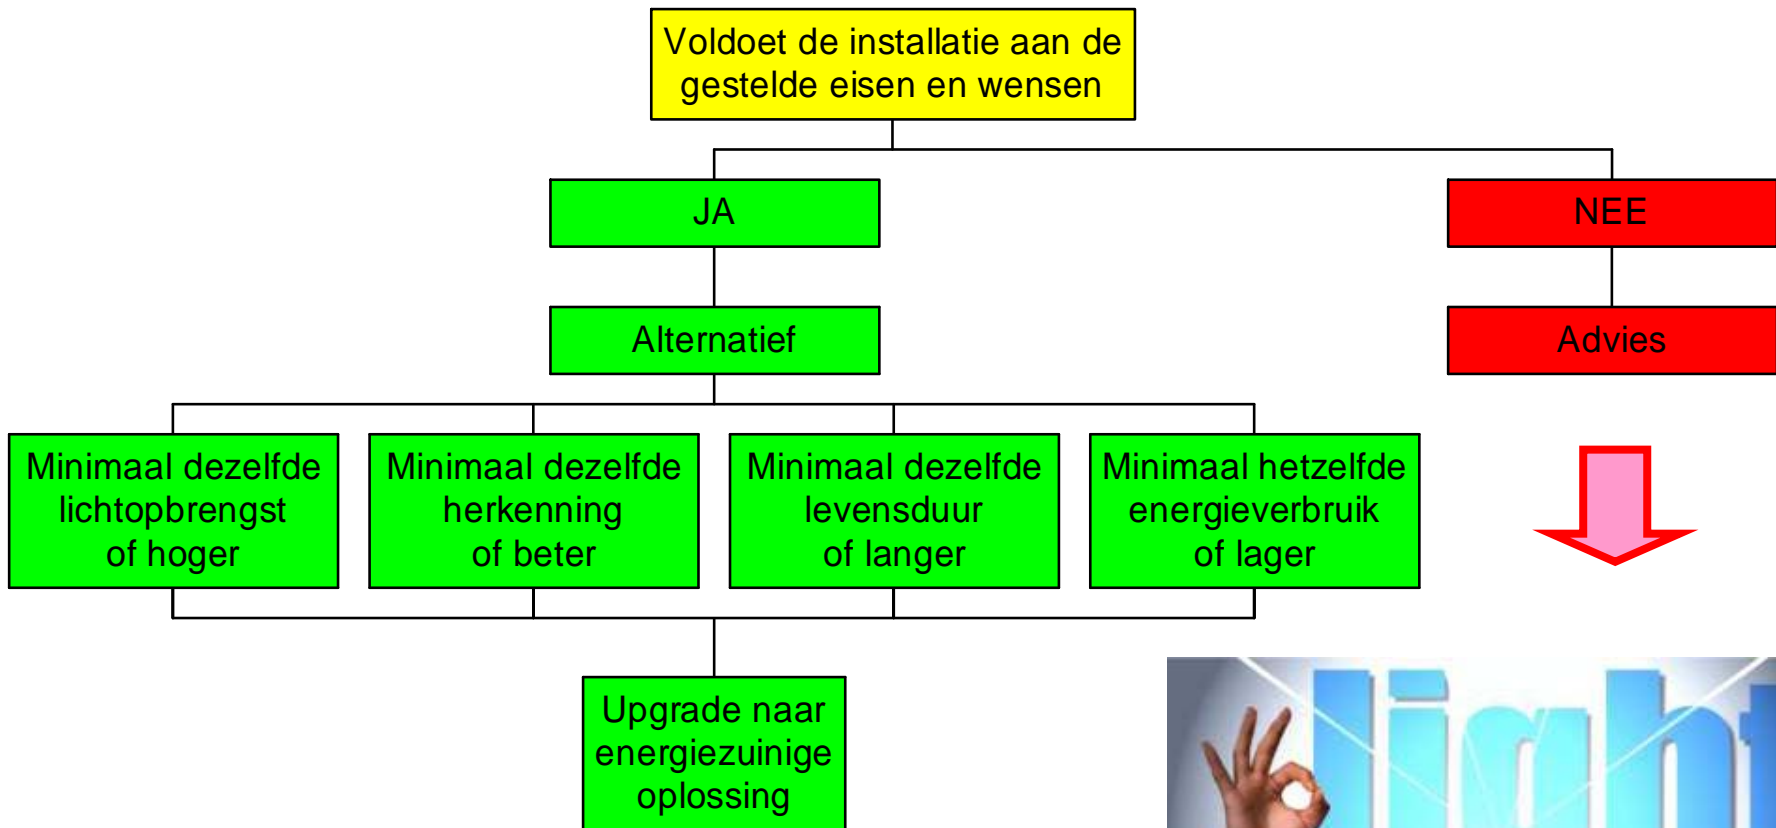 Voldoet de installatie aan de
gestelde eisen en wensen
JA
NEE
Alternatief
Advies
Minimaal dezelfde
lichtopbrengst
of hoger
Minimaal dezelfde
herkenning
of beter
Minimaal dezelfde
levensduur
of langer
Minimaal hetzelfde
energieverbruik
of lager
Upgrade naar
energiezuinige
oplossing
light